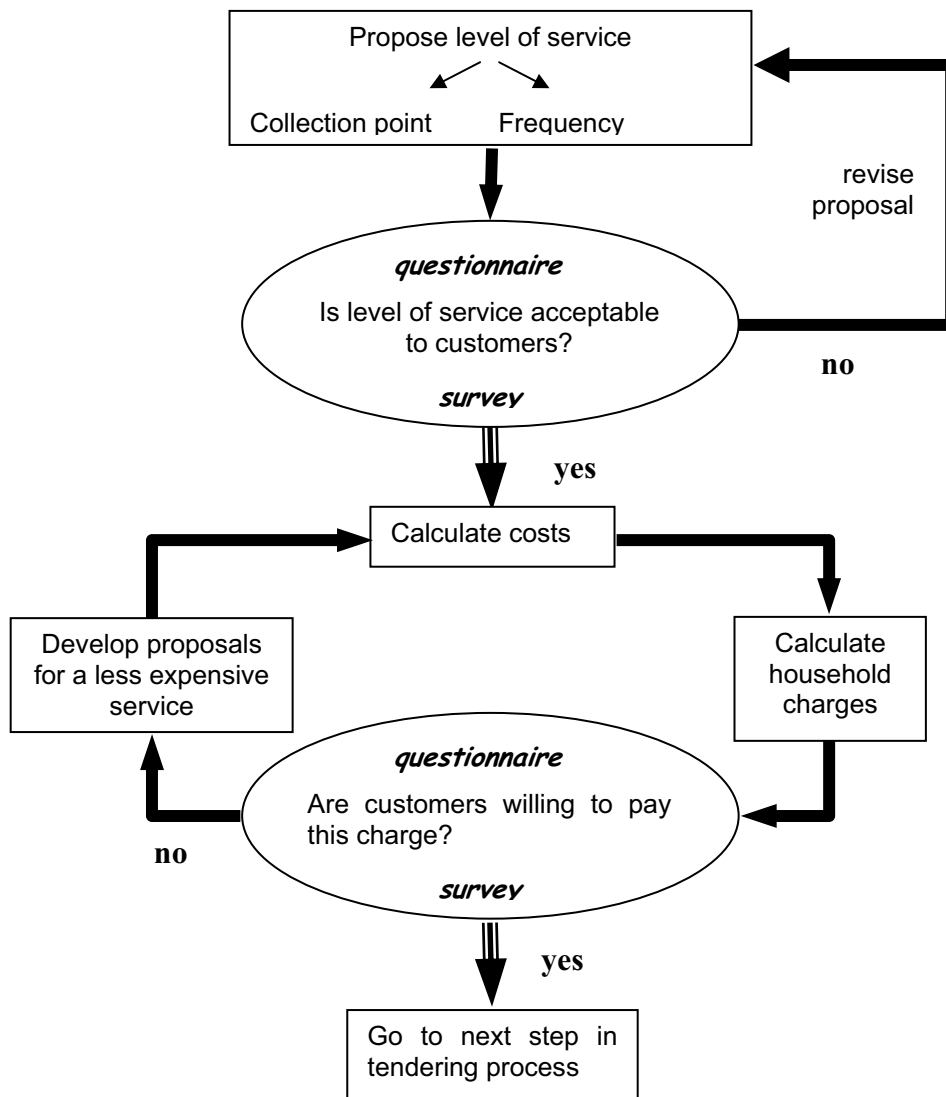 Propose level of service
Collection point Frequency
revise
proposal
questionnaire
Is level of service acceptable
to customers?
survey
no
yes
Calculate costs
Develop proposals
for a less expensive
service
Calculate
household
charges
questionnaire
Are customers willing to pay
this charge?
survey
no
yes
Go to next step in
tendering process